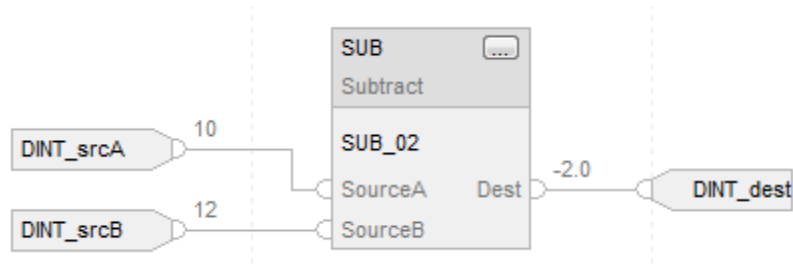 SUB ...
Subtract
10
DINT_srcA
SUB_02
-2.0
SourceA Dest
DINT_dest
12
DINT_srcB
SourceB